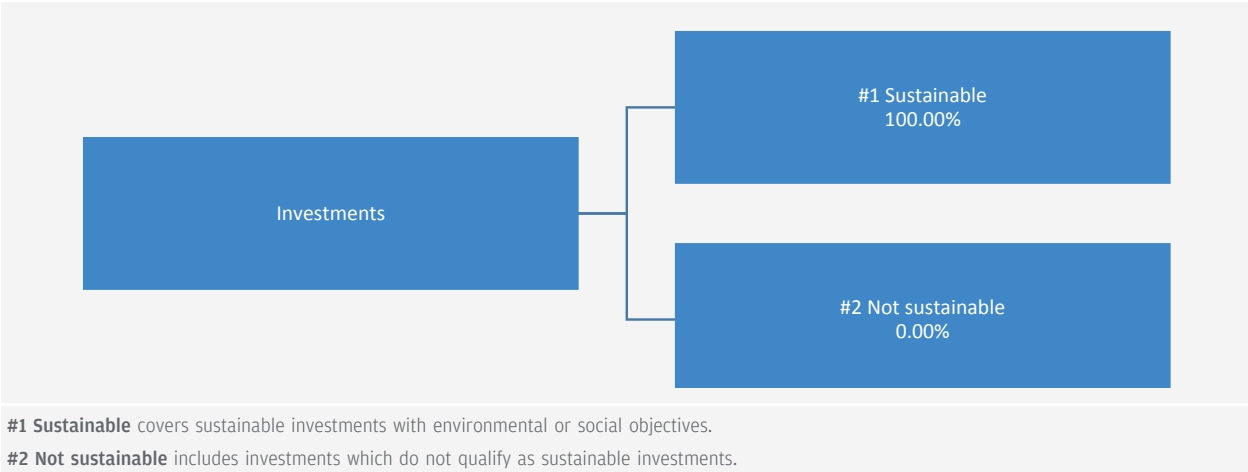 Investments
#1 Sustainable
100.00%
#2 Not sustainable
0.00%
#1 Sustainable covers sustainable investments with environmental or social objectives.
#2 Not sustainable includes investments which do not qualify as sustainable investments.